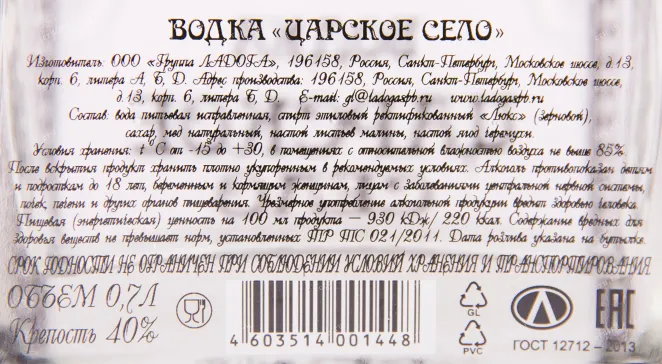 ВОДКА «ЦАРСКОЕ СЕЛО»
Изготовитель: ООО «Группа ЛАДОГА», 196158, Россия, Санкт-Петербург, Московское шоссе, д.13,
корп. 6, литера А, Б, D. Адрес производства: 196158, Россия, Санкт-Петербург, Московское шоссе,
д.13, корп. 6, литера Б, D. E-mail: gl@ladogaspb.ru www.ladogaspb.ru
Состав: вода питьевая исправленная, спирт этиловый ректификованный «Люкс» (зерновой),
сахар, мед натуральный, настой листьев малины, настой ягод черемухи.
Условия хранения: t °C от -15 до +30, в помещениях с относительной влажностью воздуха не выше 85%
После вскрытия продукт хранить плотно укупоренным в рекомендуемых условиях. Алкоголь противопоказан детям
и подросткам до 18 лет, беременным и кормящим женщинам, лицам с заболеваниями центральной нервной системы,
почек, печени и других органов пищеварения. Чрезмерное употребление алкогольной продукции вредит здоровью человека.
Пищевая (энергетическая) ценность на 100 мл продукта – 930 кДж/ 220 ккал. Содержание вредных для
здоровья веществ не превышает норм, установленных ТР ТС 021/2011. Дата розлива указана на бутылке.
СРОК ГОДНОСТИ НЕ ОГРАНИЧЕН ПРИ СОБЛЮДЕНИИ УСЛОВИЙ ХРАНЕНИЯ И ТРАНСПОРТИРОВАНИЯ
ОБЪЕМ 0,7Л
Крепость 40%
4 603514 001448
GL
PVC
EAC
ГОСТ 12712 – 2013